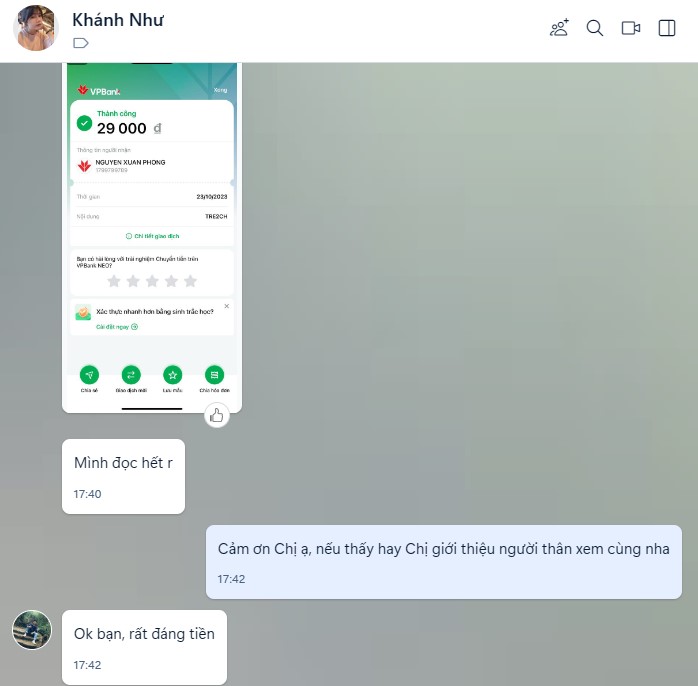 Khánh Như
VPBank
Xong
Thành công
29 000 đ
Thông tin người nhận
NGUYEN XUAN PHONG
Thời gian
23/10/2023
Nội dung
TRE2CH
Chi tiết giao dịch
Bạn có hài lòng với trải nghiệm Chuyển tiền trên
VPBank NEO?
Xác thực nhanh hơn bằng sinh trắc học?
Cài đặt ngay
Chia sẻ
Giao dịch mới
Lưu mẫu
Chia hóa đơn
Mình đọc hết r
17:40
Cảm ơn Chị ạ, nếu thấy hay Chị giới thiệu người thân xem cùng nha
17:42
Ok bạn, rất đáng tiền
17:42